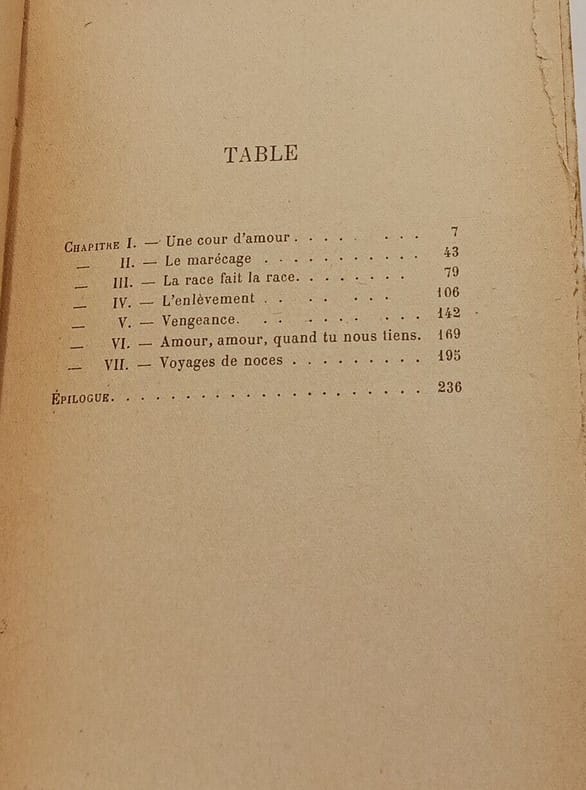 TABLE
CHAPITRE I. — Une cour d'amour . . . . . . . 7
— II. — Le marécage . . . . . . . . . . . 43
— III. — La race fait la race. . . . . . . . 79
— IV. — L'enlèvement . . . . . . . 106
— V. — Vengeance. . . . . . . . . . 142
— VI. — Amour, amour, quand tu nous tiens. 169
— VII. — Voyages de noces . . . . . . . . . 195
ÉPILOGUE. . . . . . . . . . . . . . . . . . 236